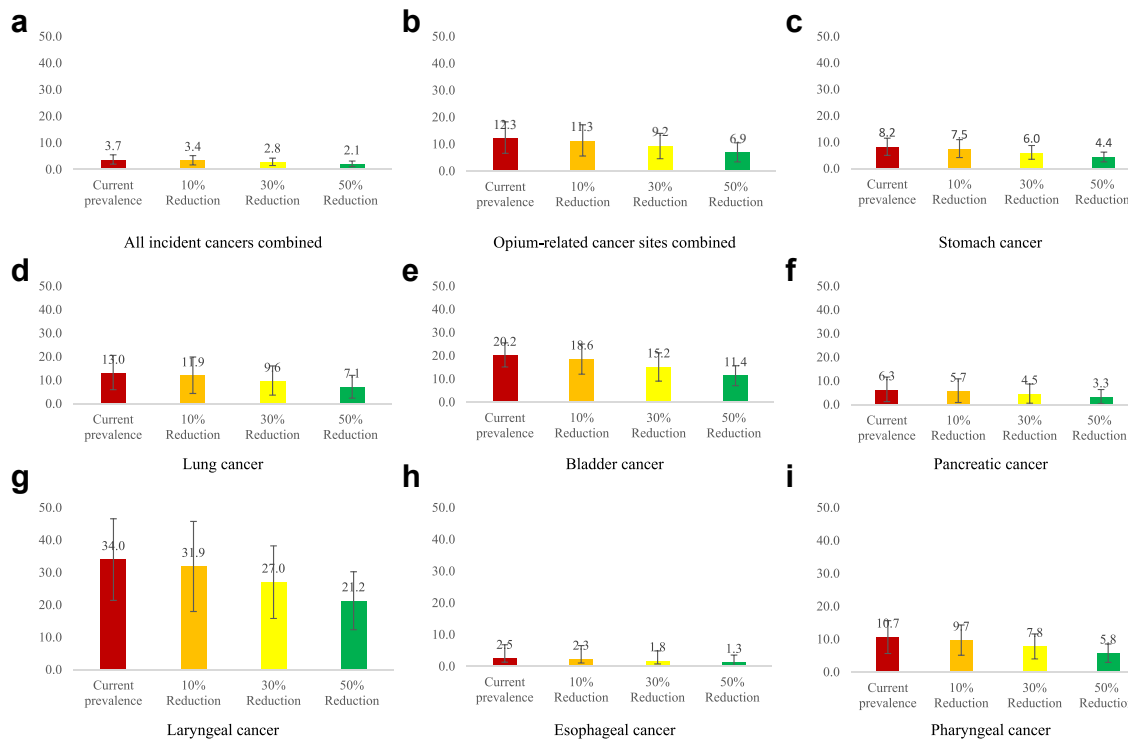 a
50.0
40.0
30.0
20.0
10.0
0.0
3.7
3.4
2.8
2.1
Current prevalence
10% Reduction
30% Reduction
50% Reduction
All incident cancers combined
b
50.0
40.0
30.0
20.0
10.0
0.0
12.3
11.3
9.2
6.9
Current prevalence
10% Reduction
30% Reduction
50% Reduction
Opium-related cancer sites combined
c
50.0
40.0
30.0
20.0
10.0
0.0
8.2
7.5
6.0
4.4
Current prevalence
10% Reduction
30% Reduction
50% Reduction
Stomach cancer
d
50.0
40.0
30.0
20.0
10.0
0.0
13.0
11.9
9.6
7.1
Current prevalence
10% Reduction
30% Reduction
50% Reduction
Lung cancer
e
50.0
40.0
30.0
20.0
10.0
0.0
20.2
18.6
15.2
11.4
Current prevalence
10% Reduction
30% Reduction
50% Reduction
Bladder cancer
f
50.0
40.0
30.0
20.0
10.0
0.0
6.3
5.7
4.5
3.3
Current prevalence
10% Reduction
30% Reduction
50% Reduction
Pancreatic cancer
g
50.0
40.0
30.0
20.0
10.0
0.0
34.0
31.9
27.0
21.2
Current prevalence
10% Reduction
30% Reduction
50% Reduction
Laryngeal cancer
h
50.0
40.0
30.0
20.0
10.0
0.0
2.5
2.3
1.8
1.3
Current prevalence
10% Reduction
30% Reduction
50% Reduction
Esophageal cancer
i
50.0
40.0
30.0
20.0
10.0
0.0
10.7
9.7
7.8
5.8
Current prevalence
10% Reduction
30% Reduction
50% Reduction
Pharyngeal cancer